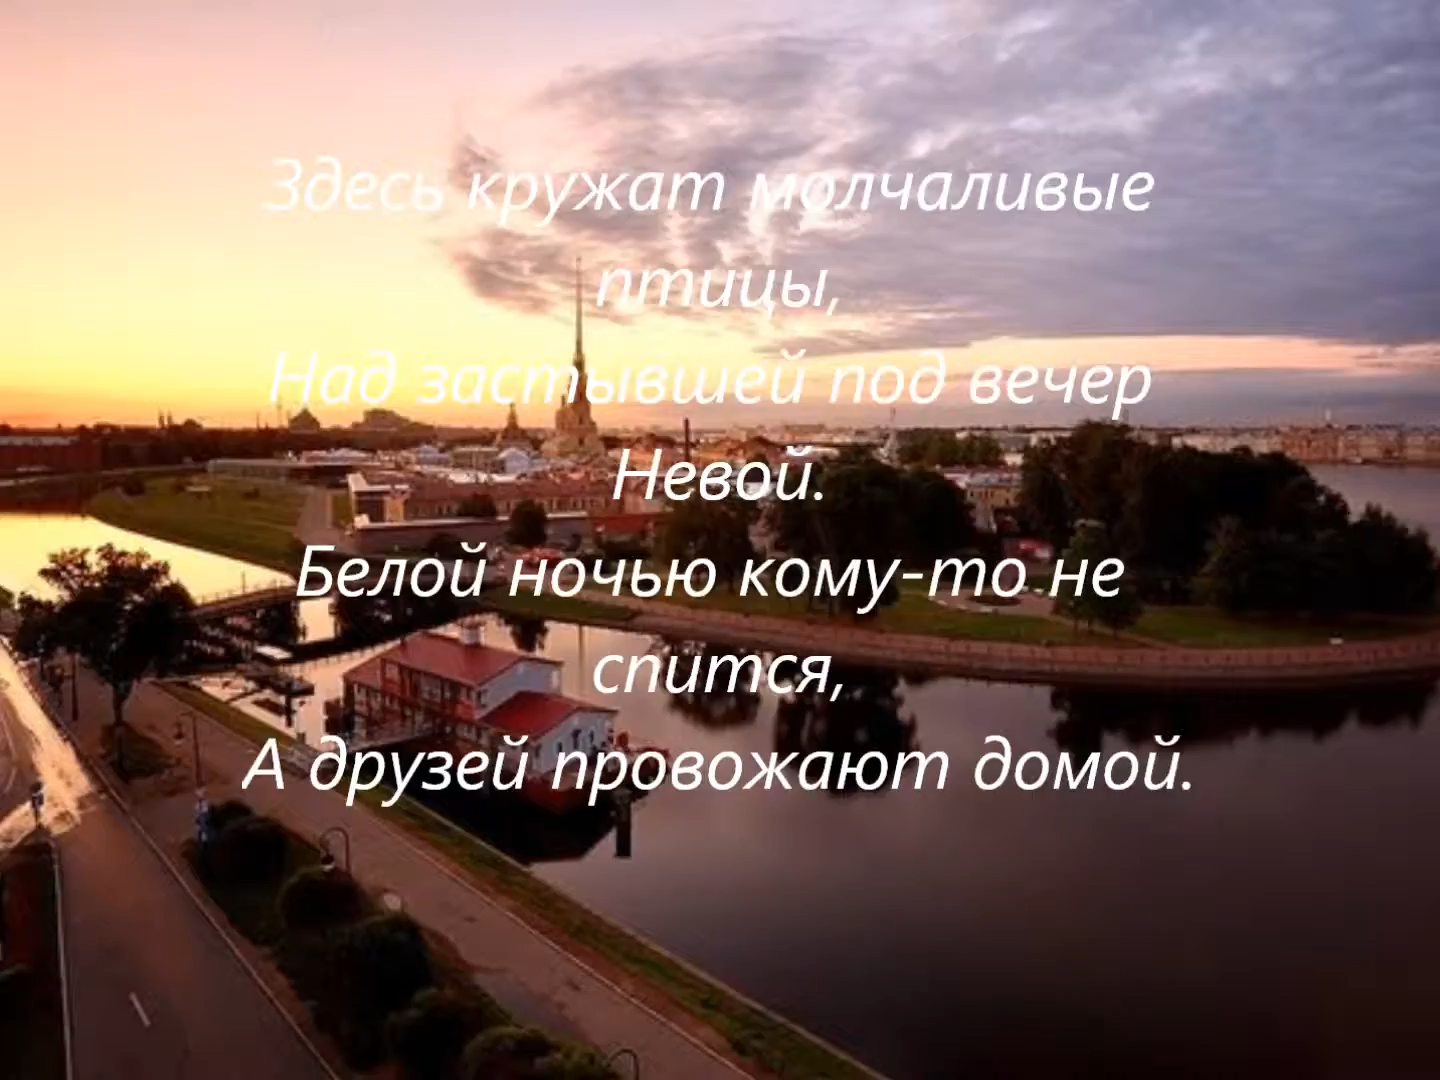 Здесь кружат молчаливые
птицы,
Над застывшей под вечер
Невой.
Белой ночью кому-то не
спится,
А друзей провожают домой.